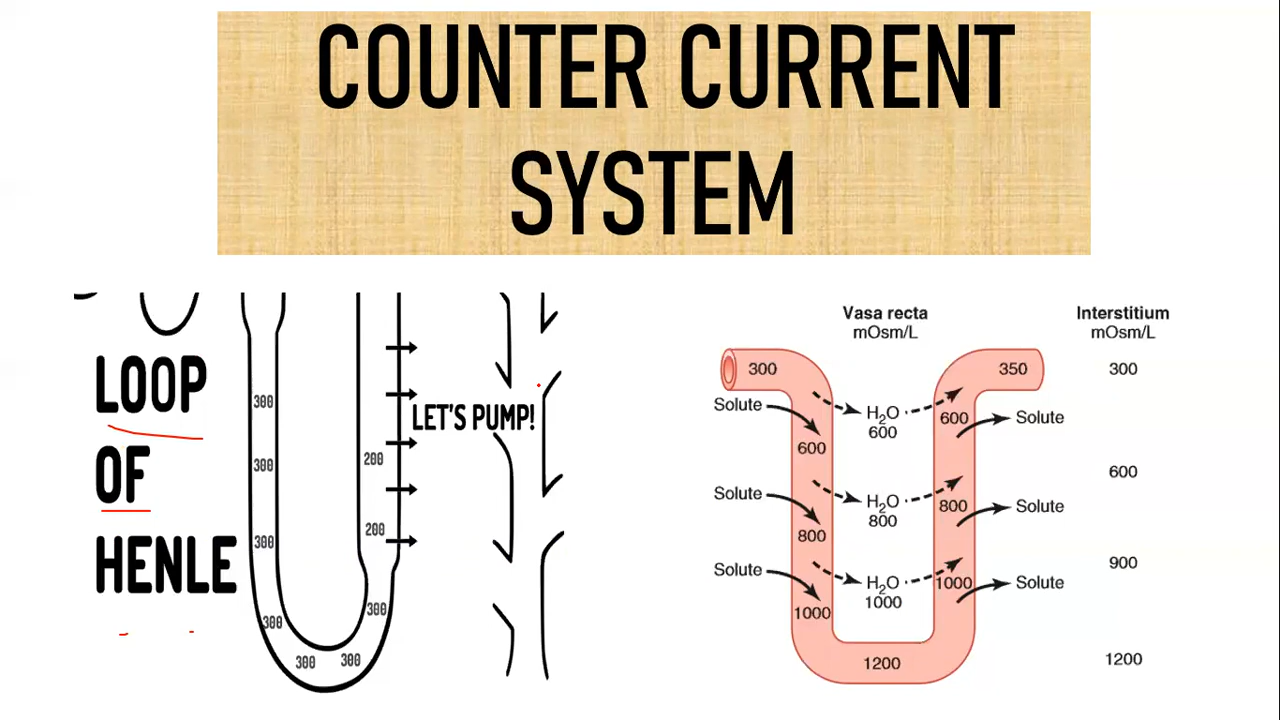 COUNTER CURRENT
SYSTEM
LOOP
OF
HENLE
300
300
300
300
300
300
300
200
200
LET'S PUMP!
Vasa recta
mOsm/L
Interstitium
mOsm/L
300
350
300
Solute
H₂O
600
600
Solute
600
600
Solute
H₂O
800
800
Solute
800
900
Solute
H₂O
1000
1000
Solute
1000
1200
1200